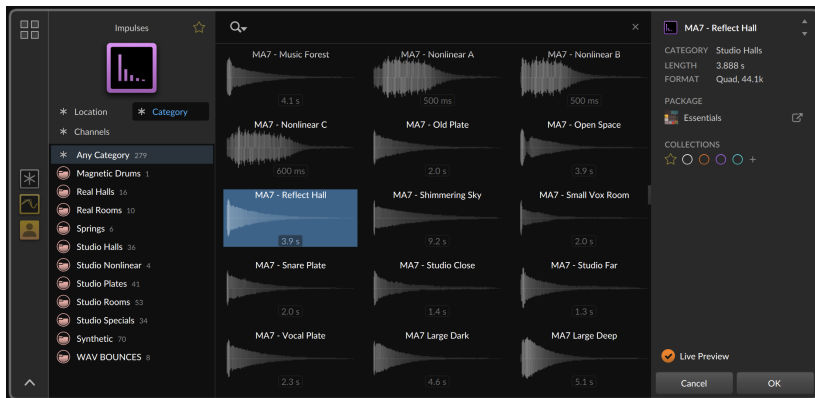 Impulses
Location
Category
Channels
Any Category 279
Magnetic Drums 1
Real Halls 16
Real Rooms 10
Springs 6
Studio Halls 36
Studio Nonlinear 4
Studio Plates 41
Studio Rooms 53
Studio Specials 34
Synthetic 70
WAV BOUNCES 8
MA7 - Music Forest
4.1 s
MA7 - Nonlinear A
500 ms
MA7 - Nonlinear B
500 ms
MA7 - Nonlinear C
600 ms
MA7 - Old Plate
2.0 s
MA7 - Open Space
3.9 s
MA7 - Reflect Hall
3.9 s
MA7 - Shimmering Sky
9.2 s
MA7 - Small Vox Room
2.0 s
MA7 - Snare Plate
2.0 s
MA7 - Studio Close
1.4 s
MA7 - Studio Far
1.3 s
MA7 - Vocal Plate
2.3 s
MA7 Large Dark
4.6 s
MA7 Large Deep
5.1 s
MA7 - Reflect Hall
CATEGORY Studio Halls
LENGTH 3.888 s
FORMAT Quad, 44.1k
PACKAGE
Essentials
COLLECTIONS
Live Preview
Cancel
OK